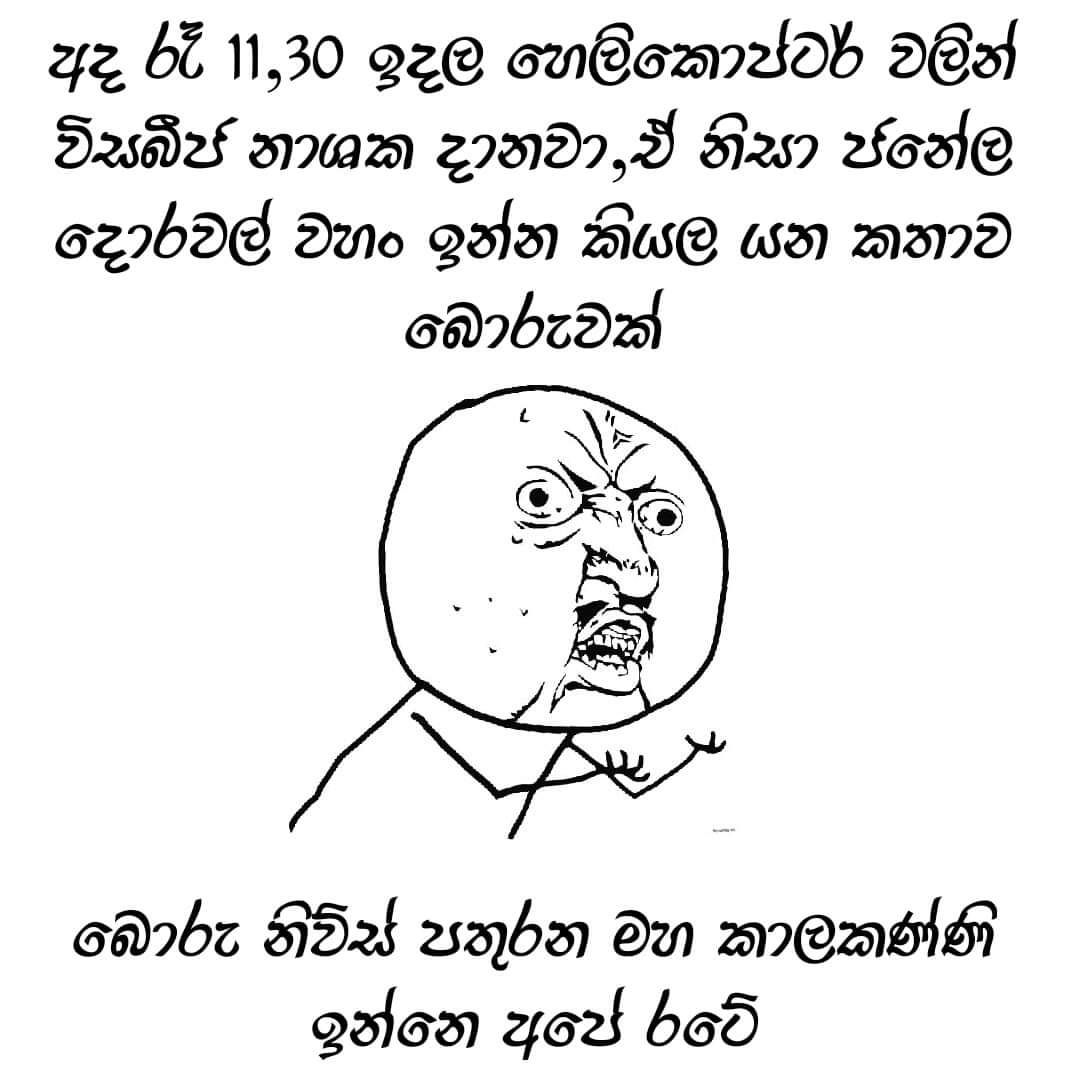 අද රෑ 11,30 ඉදල හෙලිකොප්ටර් වලින්
විසබීජ නාශක දානවා,ඒ නිසා ජනේල
දොරවල් වහං ඉන්න කියල යන කතාව
බොරුවක්
බොරු නිව්ස් පතුරන මහ කාලකණ්ණි
ඉන්නෙ අපේ රටේ